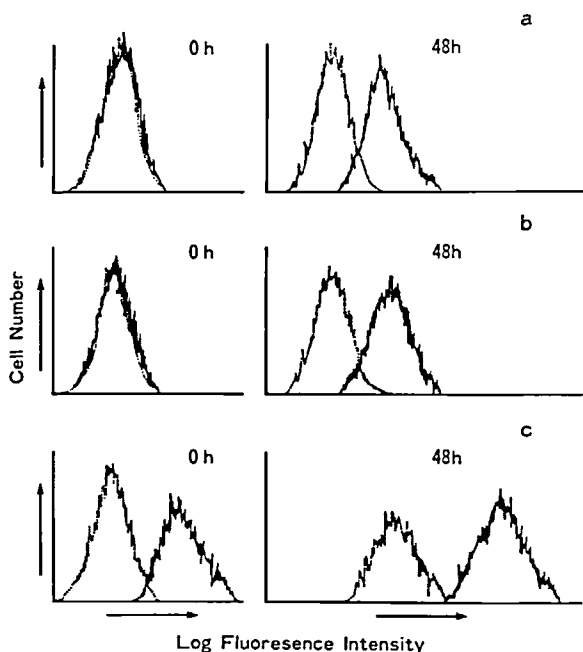 a
0 h
48h
b
0 h
48h
c
0 h
48h
Cell Number
Log Fluoresence Intensity